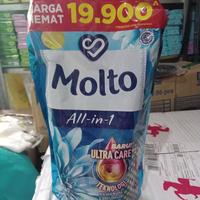 HARGA
HEMAT 19.900
Molto
All-in-1
BARU!
ULTRA CARE
TEKNOLOGI